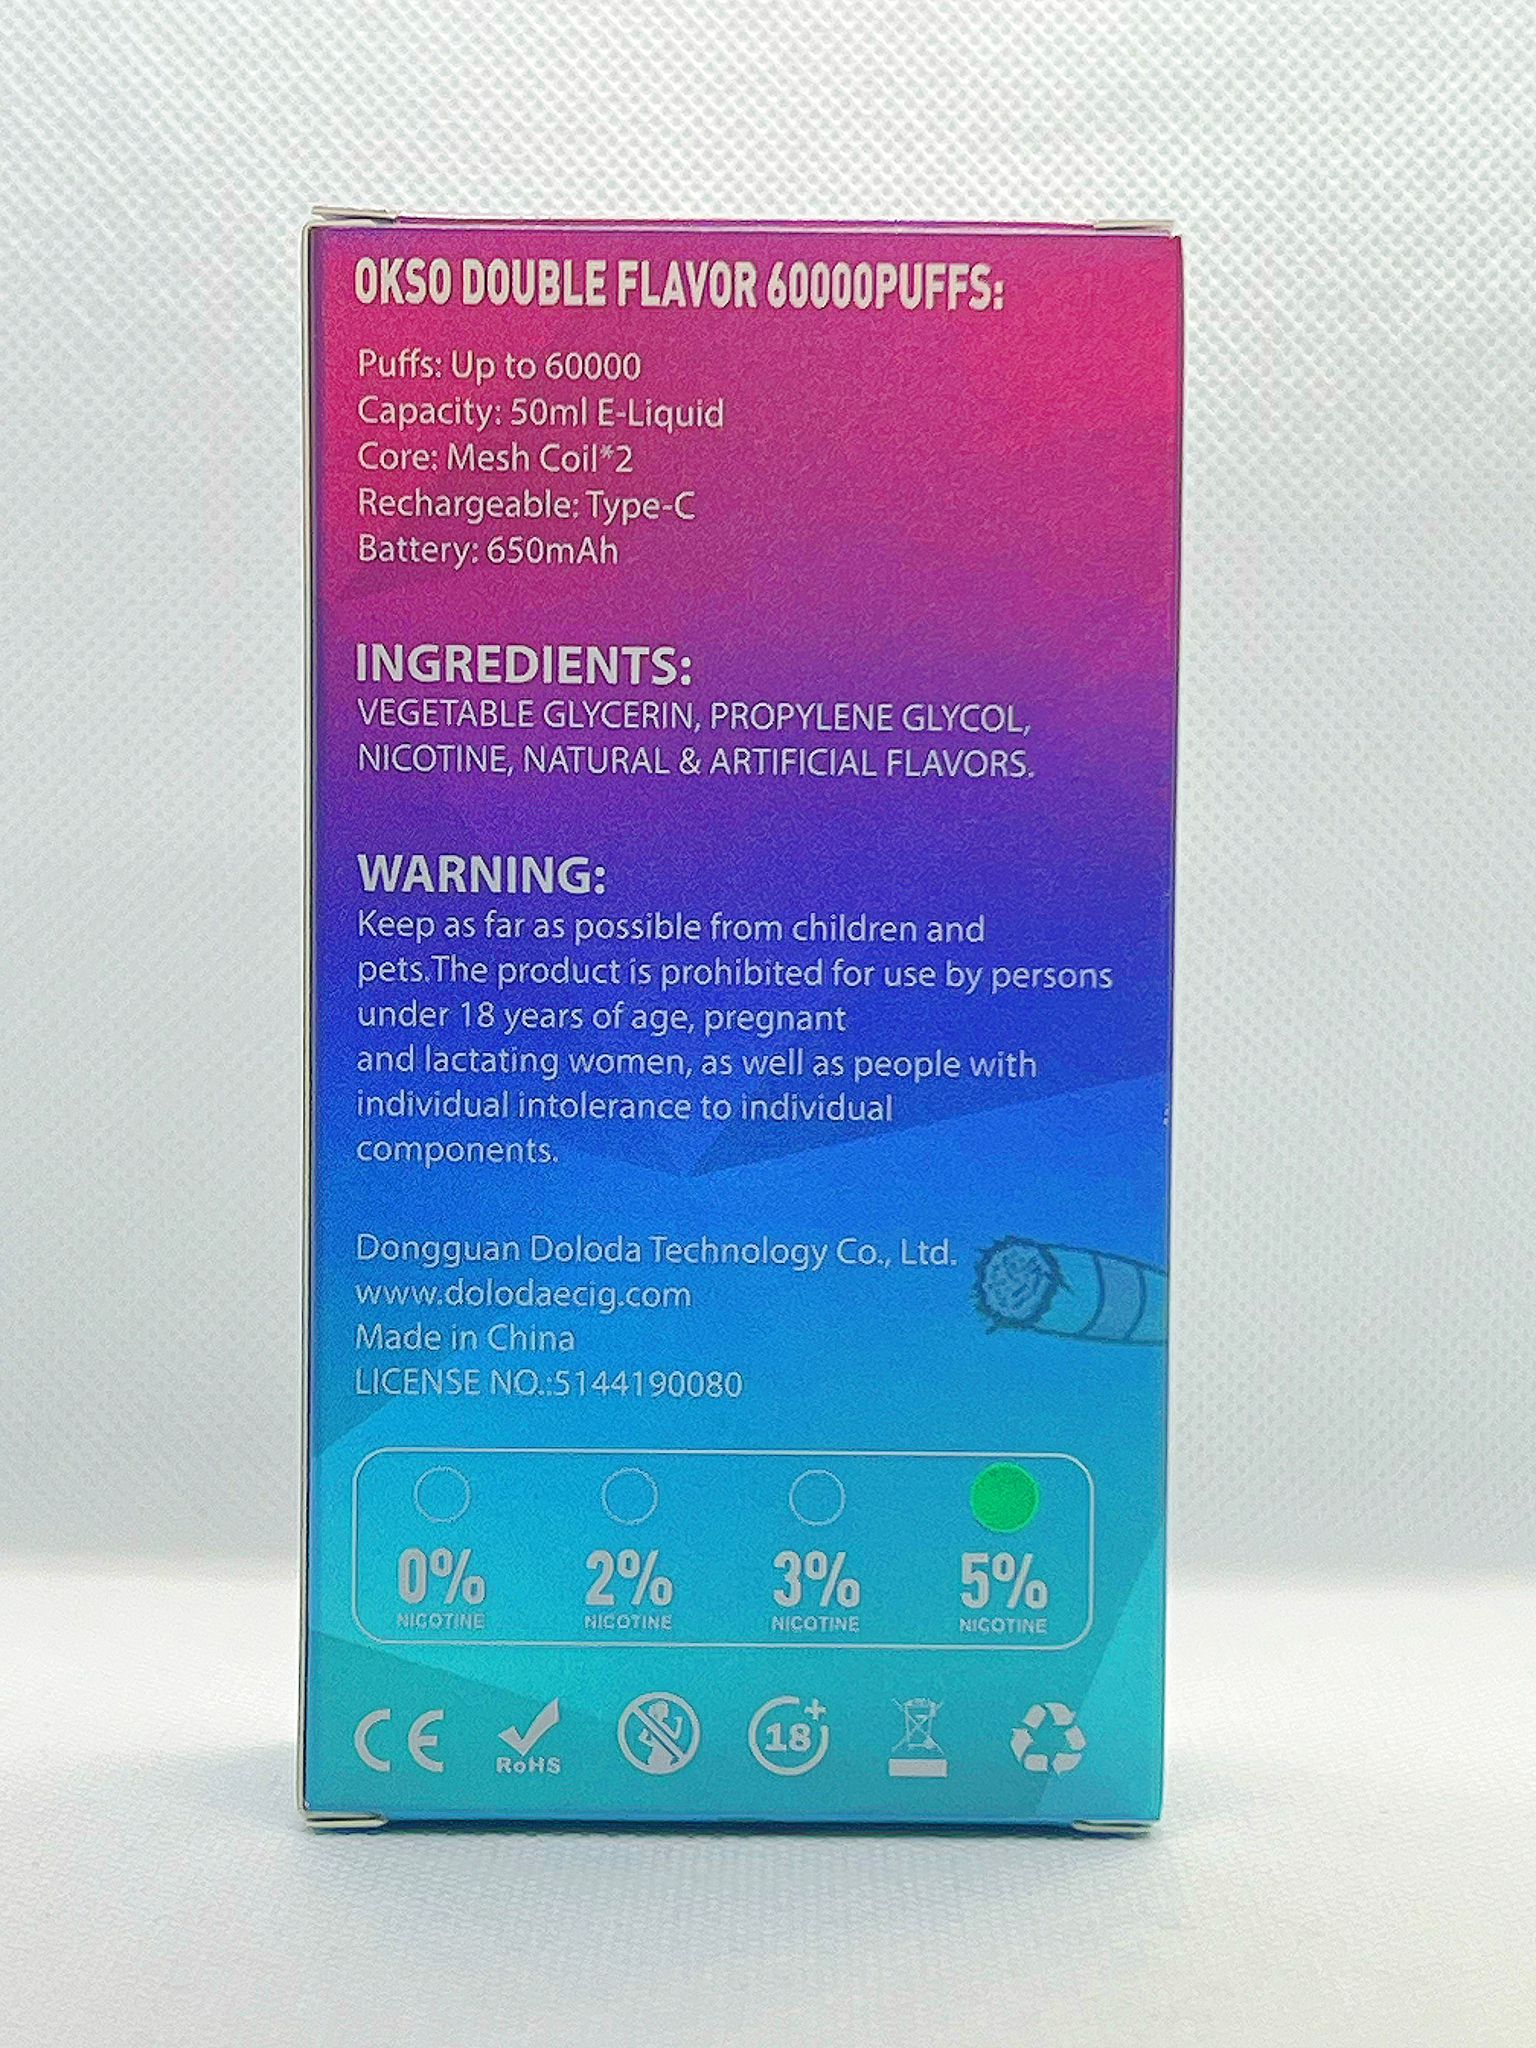 OKSO DOUBLE FLAVOR 60000PUFFS:
Puffs: Up to 60000
Capacity: 50ml E-Liquid
Core: Mesh Coil*2
Rechargeable: Type-C
Battery: 650mAh
INGREDIENTS:
VEGETABLE GLYCERIN, PROPYLENE GLYCOL,
NICOTINE, NATURAL & ARTIFICIAL FLAVORS.
WARNING:
Keep as far as possible from children and
pets.The product is prohibited for use by persons
under 18 years of age, pregnant
and lactating women, as well as people with
individual intolerance to individual
components.
Dongguan Doloda Technology Co., Ltd.
www.dolodaecig.com
Made in China
LICENSE NO.:5144190080
0% 2% 3% 5%
NICOTINE NICOTINE NICOTINE NICOTINE
CE RoHS 18+